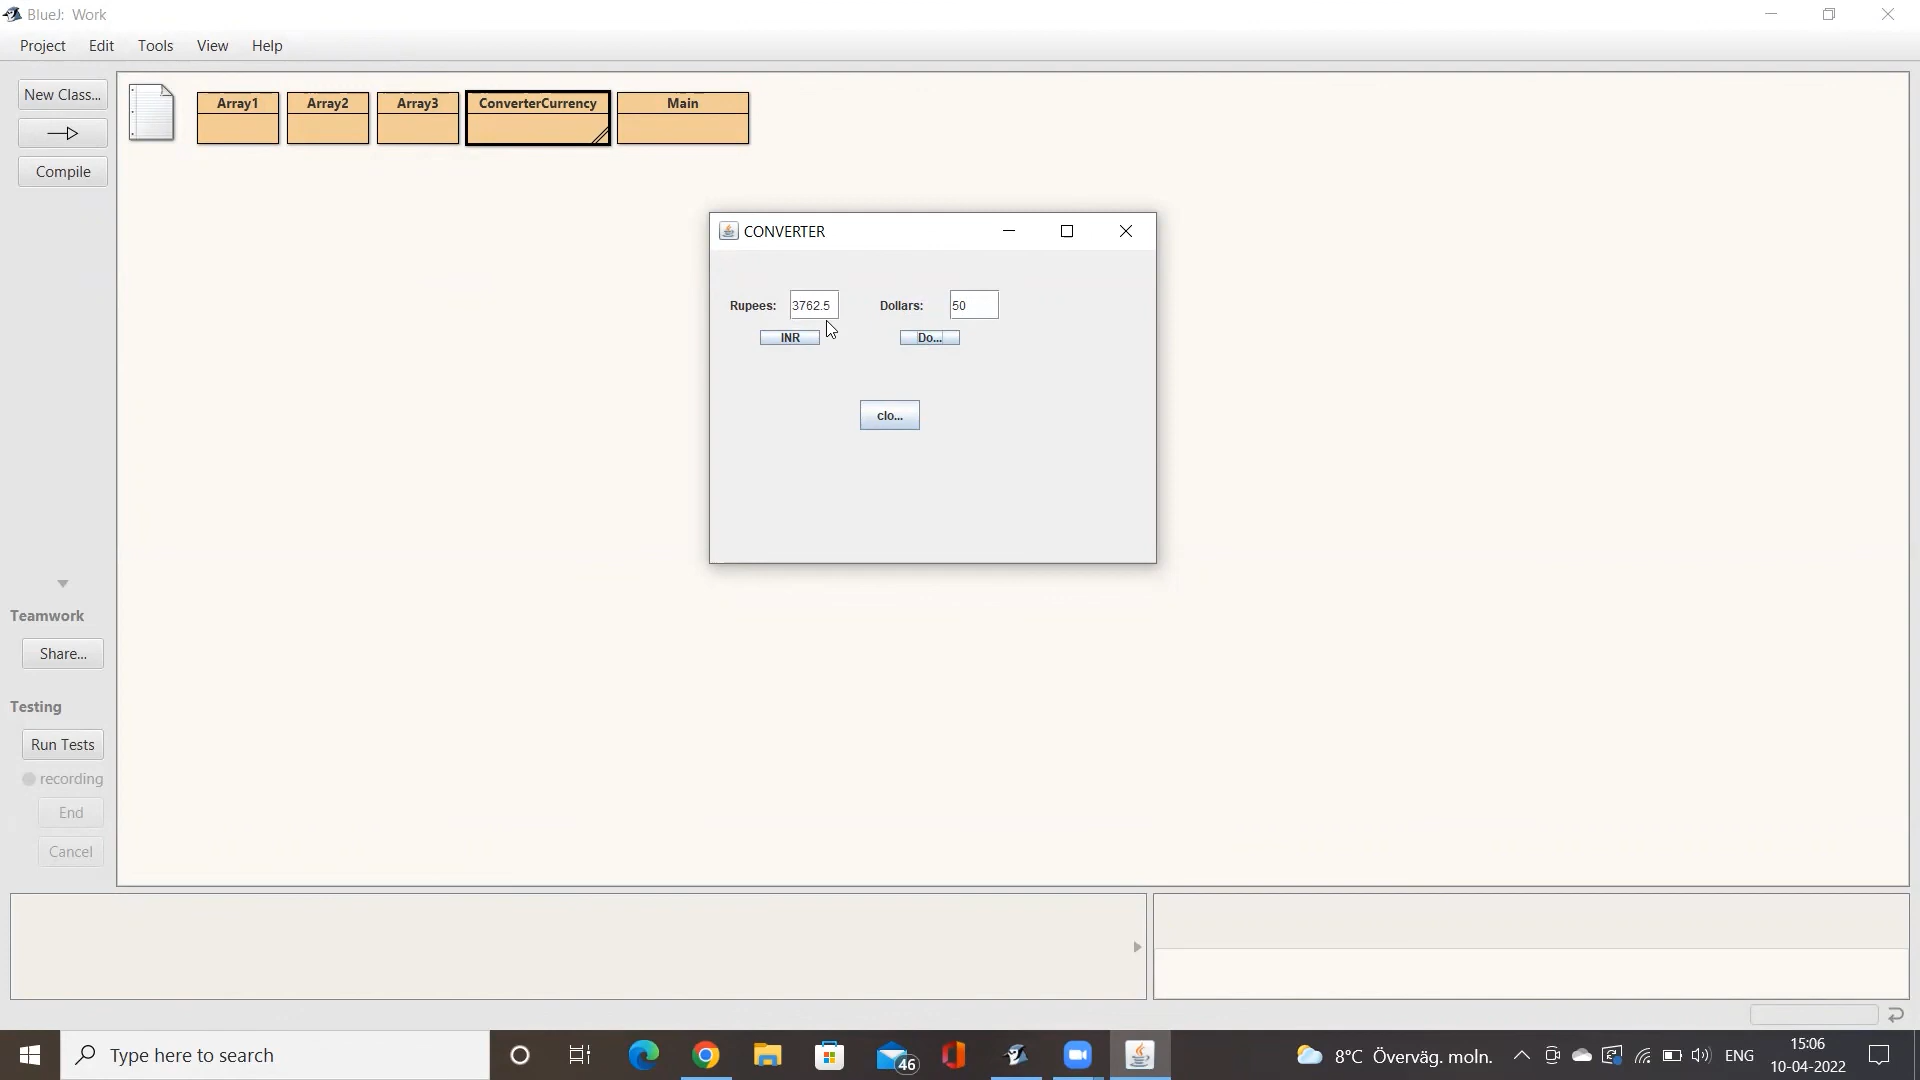 BlueJ: Work
Project Edit Tools View Help
New Class...
Compile
Array1 Array2 Array3 ConverterCurrency Main
CONVERTER
Rupees: 3762.5 Dollars: 50
INR Do...
clo...
Teamwork
Share...
Testing
Run Tests
recording
End
Cancel
Type here to search
46
8°C Överväg. moln.
ENG
15:06
10-04-2022